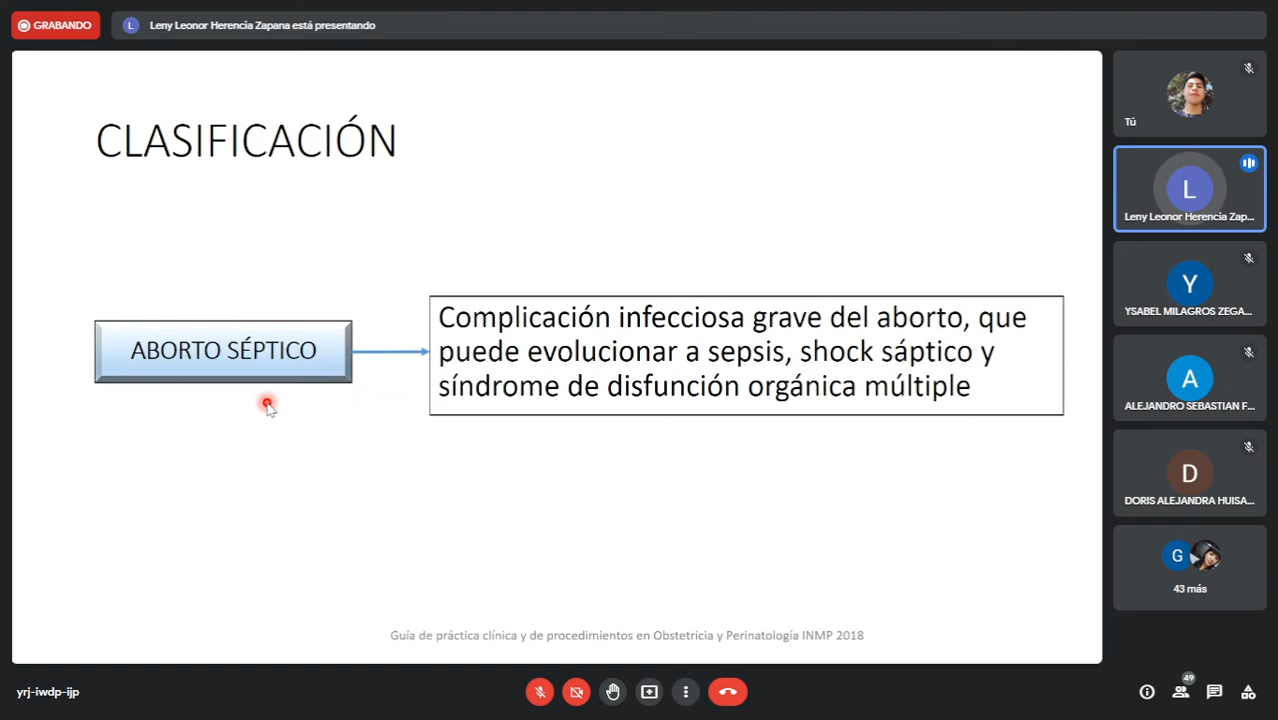 GRABANDO
L
Leny Leonor Herencia Zapana está presentando
CLASIFICACIÓN
ABORTO SÉPTICO
Complicación infecciosa grave del aborto, que
puede evolucionar a sepsis, shock sáptico y
síndrome de disfunción orgánica múltiple
Guía de práctica clínica y de procedimientos en Obstetricia y Perinatología INMP 2018
Tú
L
Leny Leonor Herencia Zap...
Y
YSABEL MILAGROS ZEGA...
A
ALEJANDRO SEBASTIAN F...
D
DORIS ALEJANDRA HUISA...
G
43 más
yrj-iwdp-ijp
49